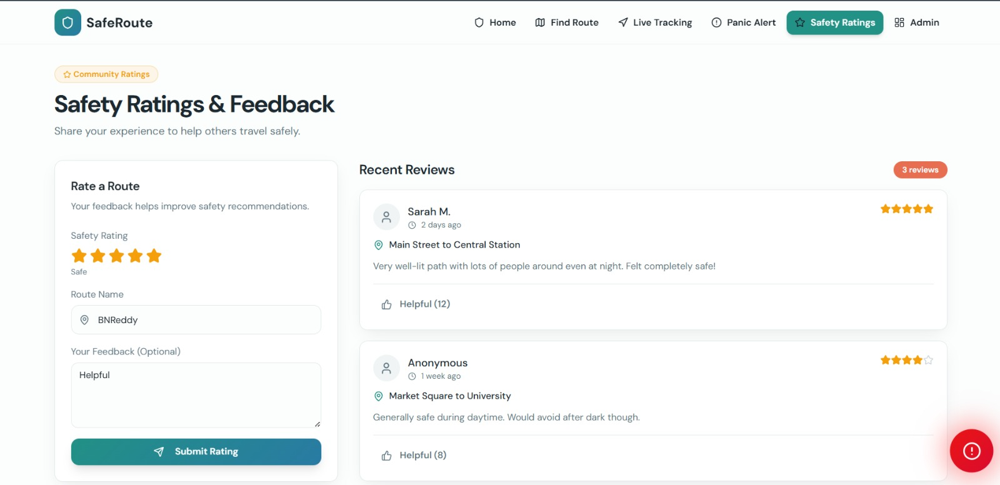 SafeRoute
Home Find Route Live Tracking Panic Alert Safety Ratings Admin
Community Ratings
Safety Ratings & Feedback
Share your experience to help others travel safely.
Rate a Route
Your feedback helps improve safety recommendations.
Safety Rating
Safe
Route Name
BNReddy
Your Feedback (Optional)
Helpful
Submit Rating
Recent Reviews
3 reviews
Sarah M.
2 days ago
Main Street to Central Station
Very well-lit path with lots of people around even at night. Felt completely safe!
Helpful (12)
Anonymous
1 week ago
Market Square to University
Generally safe during daytime. Would avoid after dark though.
Helpful (8)